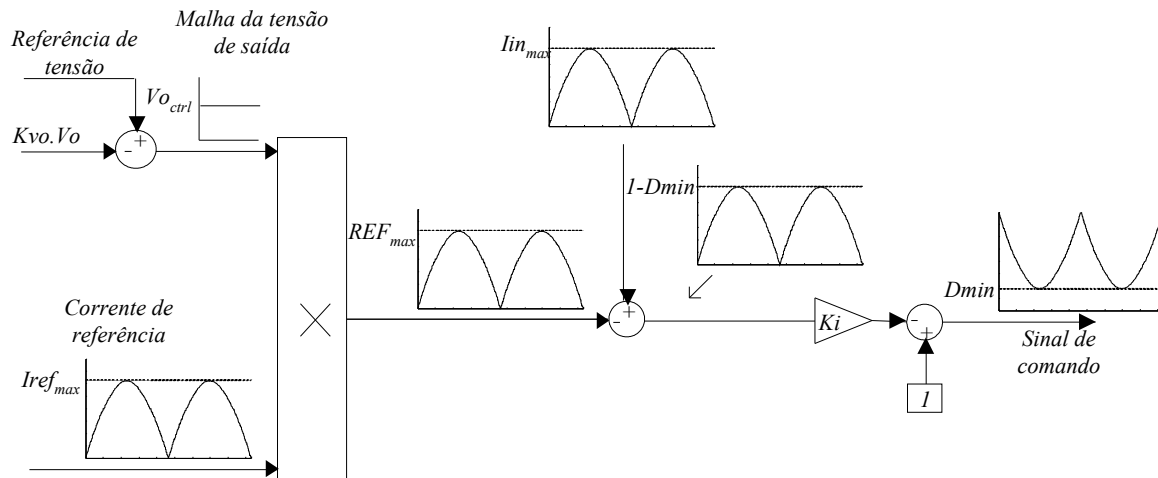 Malha da tensão
de saída
Referência de
tensão
Vo_ctrl
Kvo.Vo
+
-
Iin_max
1-Dmin
REF_max
+
-
Ki
-
+
1
Dmin
Sinal de
comando
Corrente de
referência
Iref_max